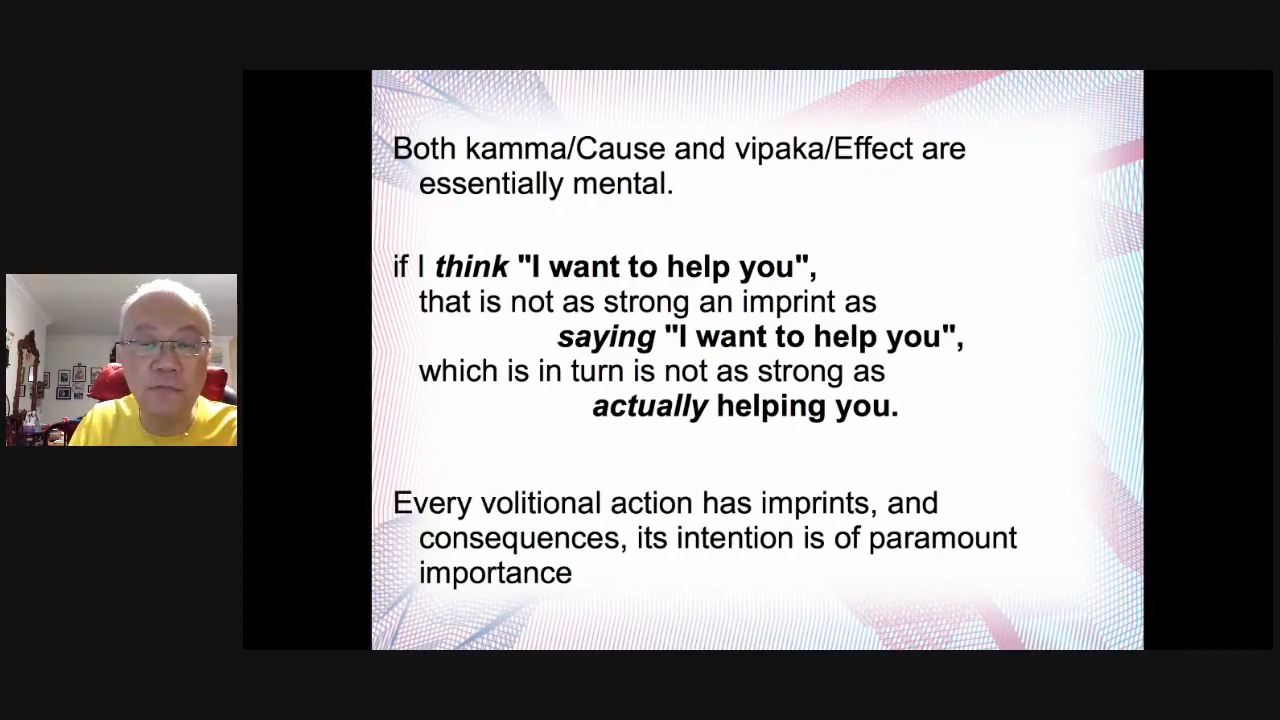 Both kamma/Cause and vipaka/Effect are
essentially mental.
if I think "I want to help you",
that is not as strong an imprint as
saying "I want to help you",
which is in turn is not as strong as
actually helping you.
Every volitional action has imprints, and
consequences, its intention is of paramount
importance